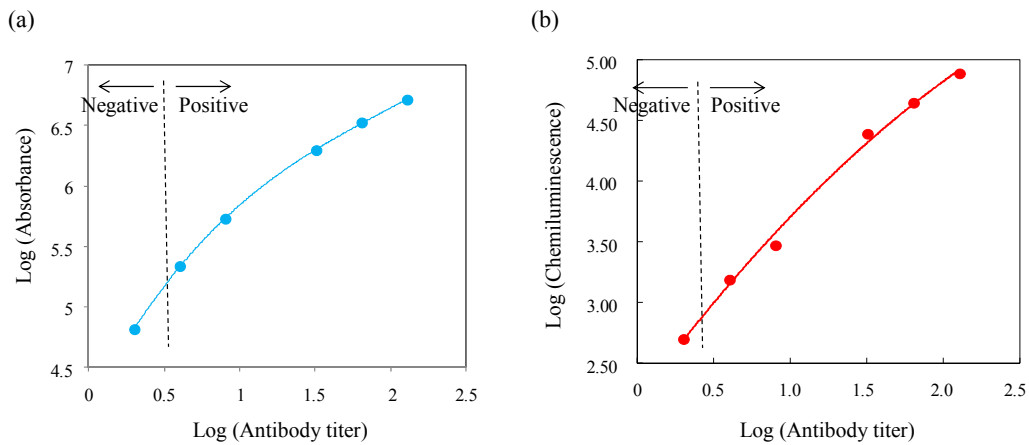 (a)
7
6.5
6
5.5
5
4.5
0
0.5
1
1.5
2
2.5
Negative
Positive
Log (Absorbance)
Log (Antibody titer)
(b)
5.00
4.50
4.00
3.50
3.00
2.50
0
0.5
1.0
1.5
2.0
2.5
Negative
Positive
Log (Chemiluminescence)
Log (Antibody titer)